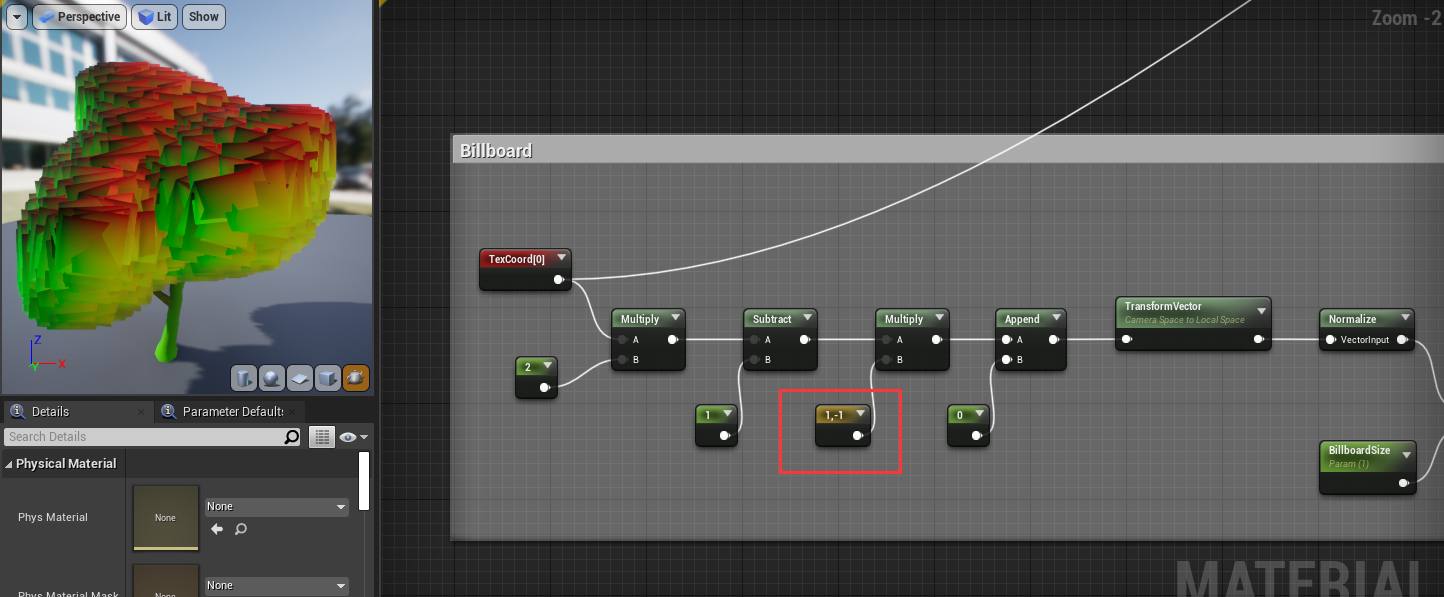 Perspective
Lit
Show
Z
X
Y
Details
Parameter Defaults
Search Details
Physical Material
Phys Material
None
None
Phys Material Mask
None
None
Zoom -2
Billboard
TexCoord[0]
2
Multiply
A
B
1
Subtract
A
B
1,-1
Multiply
A
B
0
Append
A
B
TransformVector
Camera Space to Local Space
Normalize
VectorInput
BillboardSize
Param (1)
MATERIAL